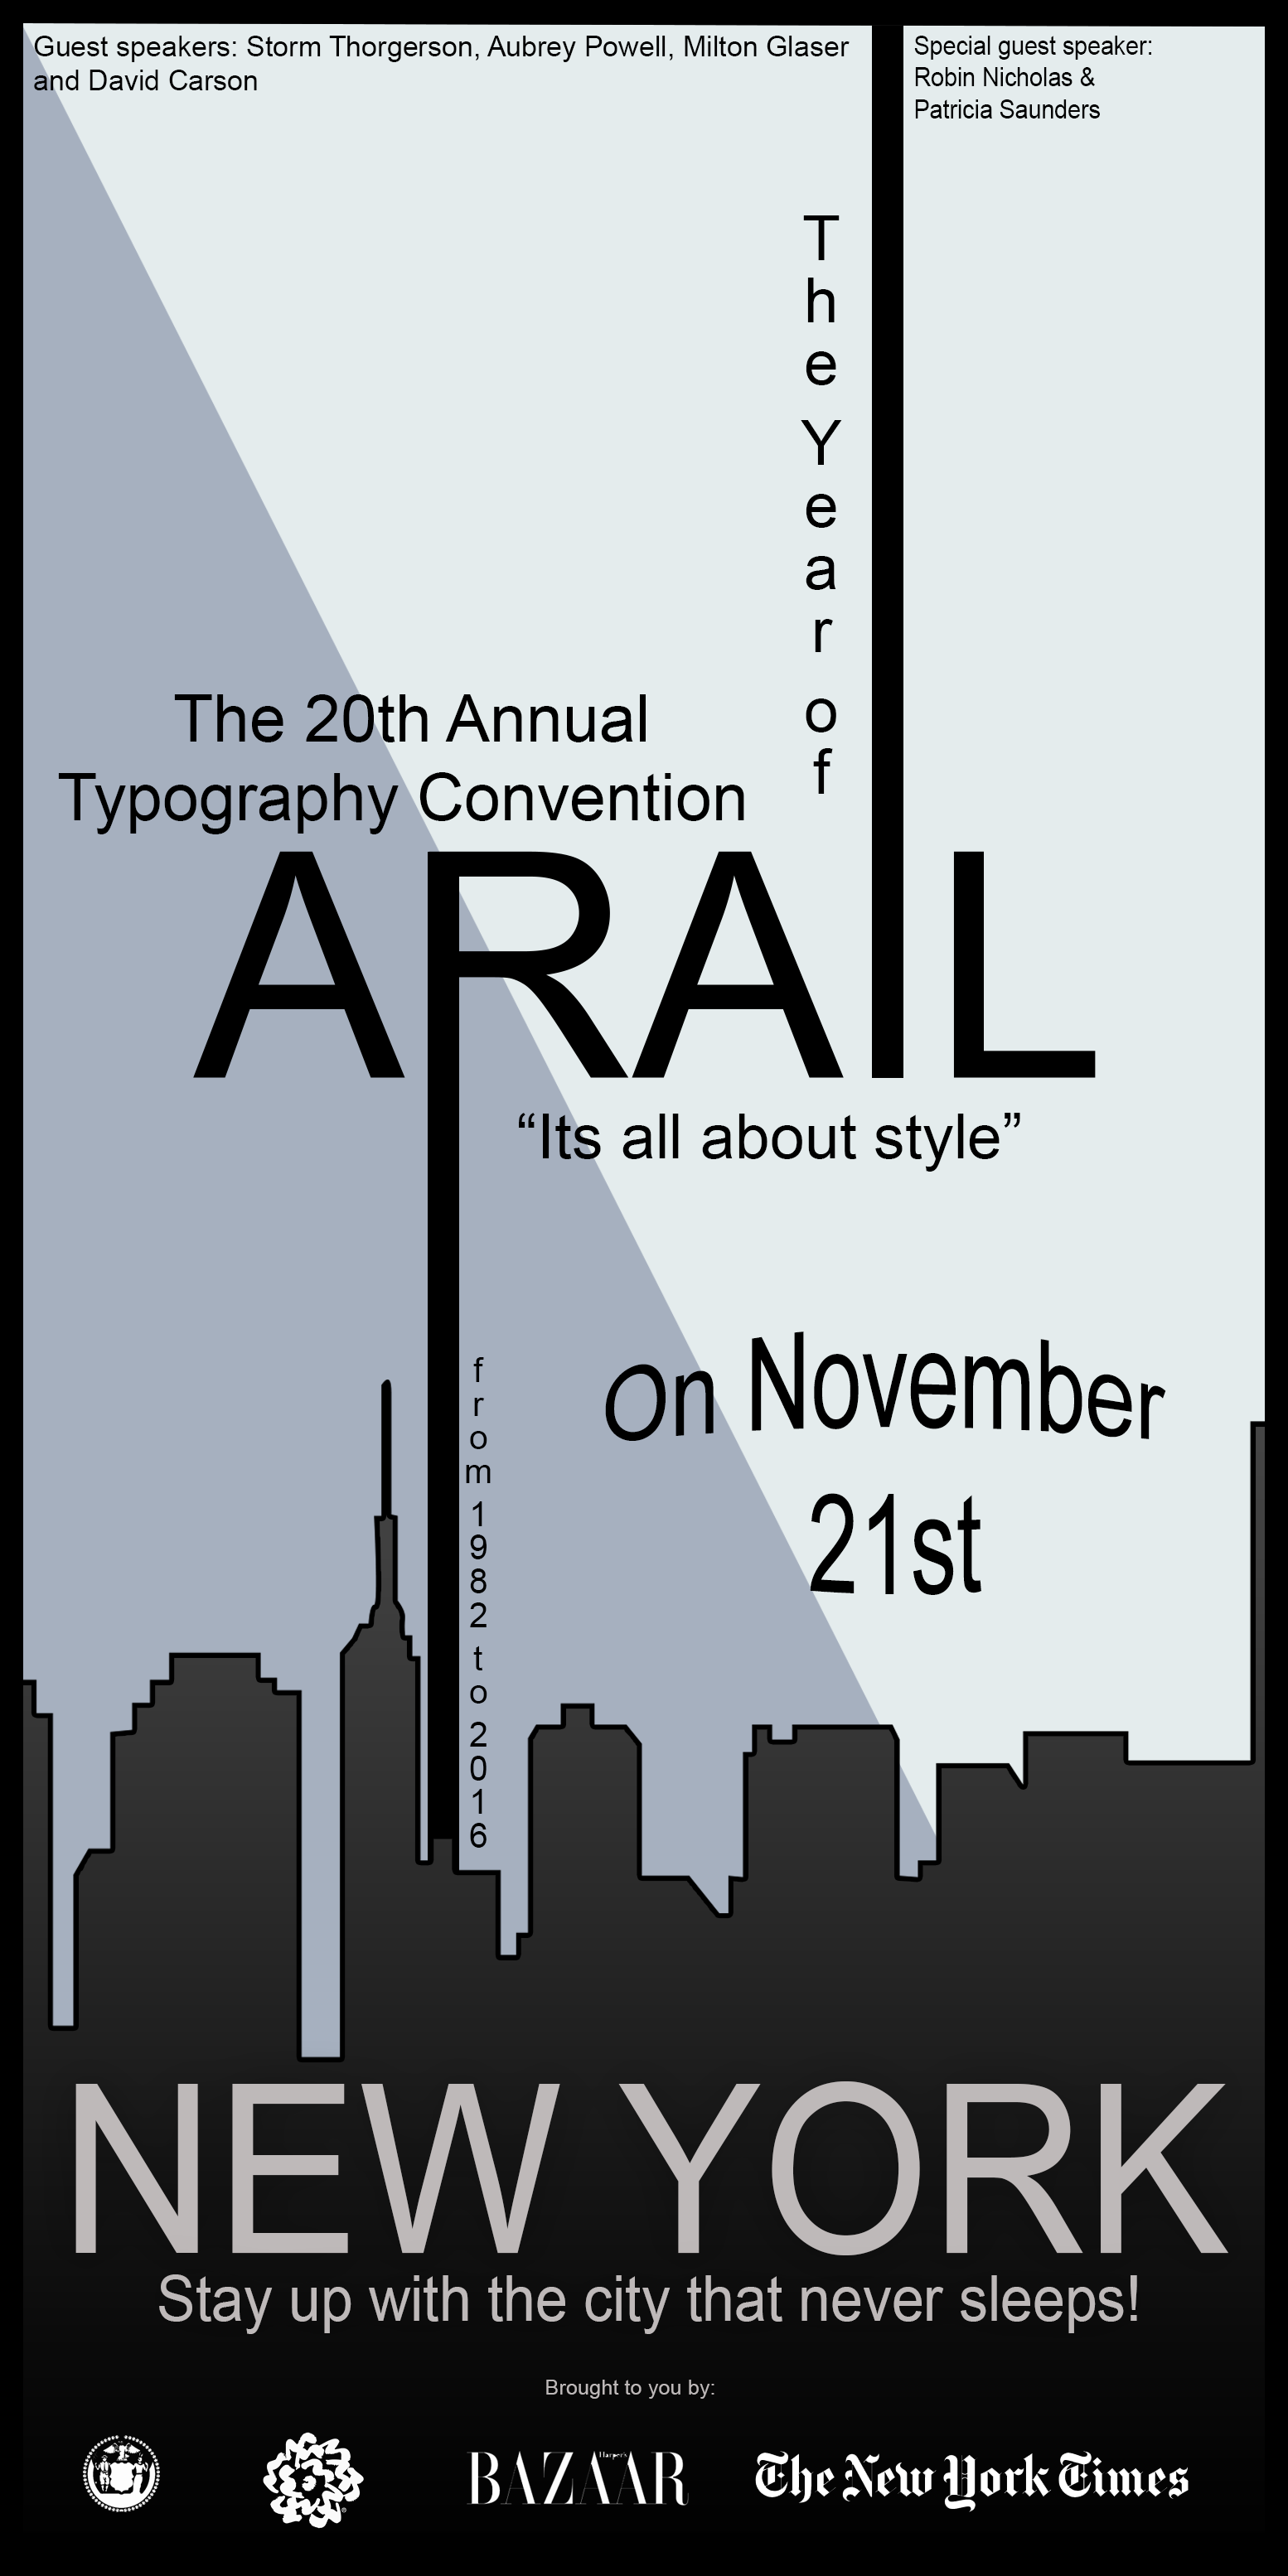 Guest speakers: Storm Thorgerson, Aubrey Powell, Milton Glaser
and David Carson
Special guest speaker:
Robin Nicholas &
Patricia Saunders
The Year of
The 20th Annual
Typography Convention
ARAIL
“Its all about style”
from 1982 to 2016
On November
21st
NEW YORK
Stay up with the city that never sleeps!
Brought to you by:
Harper's
BAZAAR
The New York Times